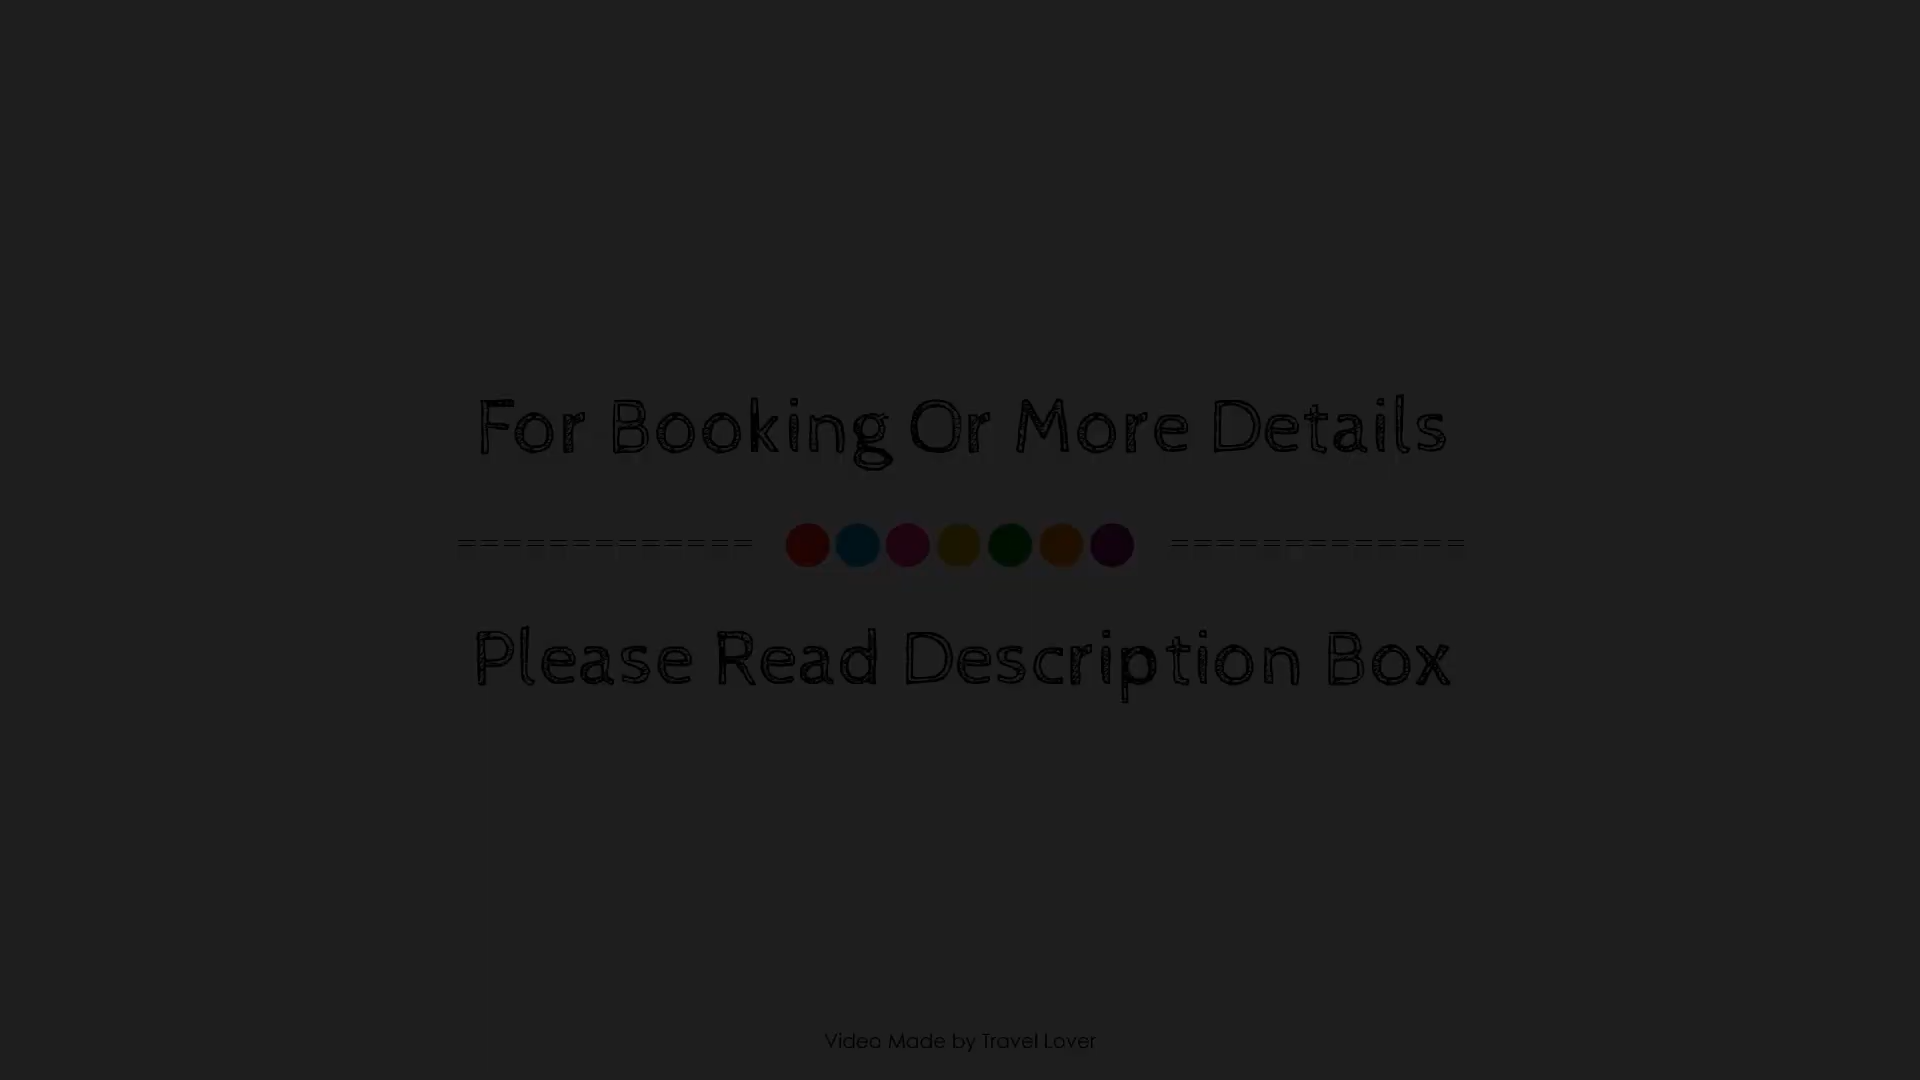 For Booking Or More Details
============= =============
Please Read Description Box
Video Made by Travel Lover